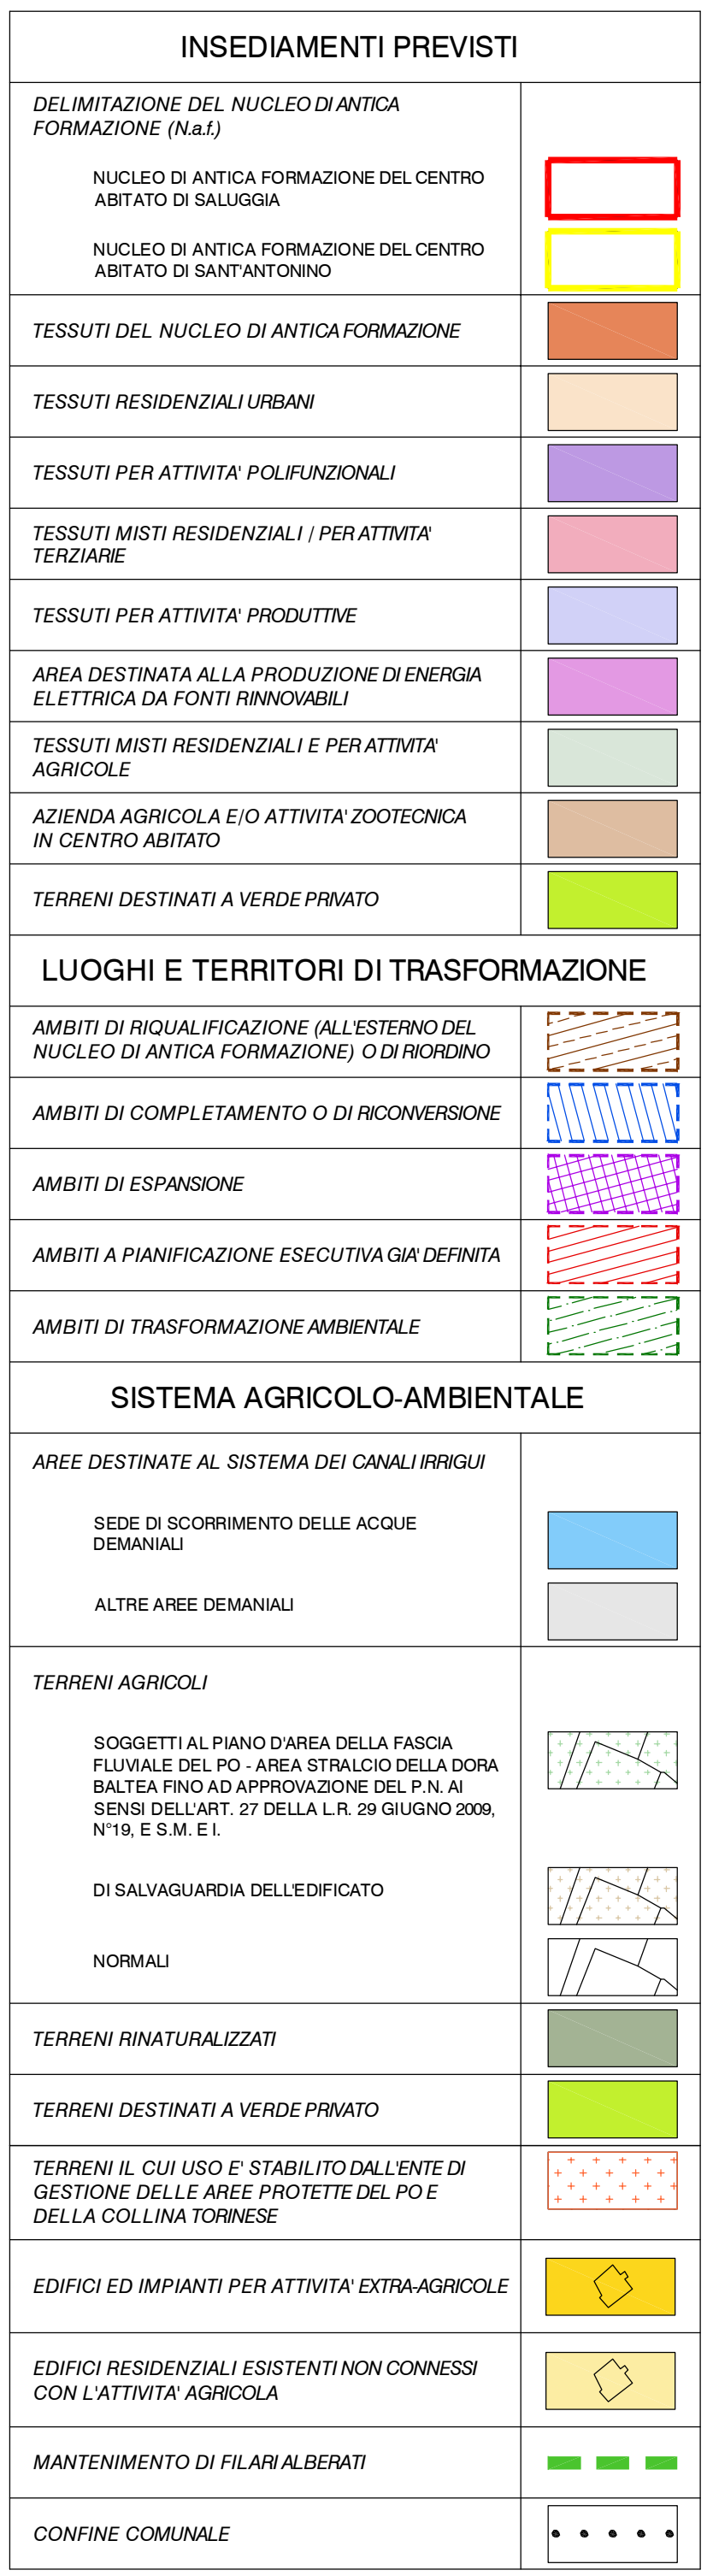 INSEDIAMENTI PREVISTI
DELIMITAZIONE DEL NUCLEO DI ANTICA
FORMAZIONE (N.a.f.)
NUCLEO DI ANTICA FORMAZIONE DEL CENTRO
ABITATO DI SALUGGIA
NUCLEO DI ANTICA FORMAZIONE DEL CENTRO
ABITATO DI SANT'ANTONINO
TESSUTI DEL NUCLEO DI ANTICA FORMAZIONE
TESSUTI RESIDENZIALI URBANI
TESSUTI PER ATTIVITA' POLIFUNZIONALI
TESSUTI MISTI RESIDENZIALI / PER ATTIVITA'
TERZIARIE
TESSUTI PER ATTIVITA' PRODUTTIVE
AREA DESTINATA ALLA PRODUZIONE DI ENERGIA
ELETTRICA DA FONTI RINNOVABILI
TESSUTI MISTI RESIDENZIALI E PER ATTIVITA'
AGRICOLE
AZIENDA AGRICOLA E/O ATTIVITA' ZOOTECNICA
IN CENTRO ABITATO
TERRENI DESTINATI A VERDE PRIVATO
LUOGHI E TERRITORI DI TRASFORMAZIONE
AMBITI DI RIQUALIFICAZIONE (ALL'ESTERNO DEL
NUCLEO DI ANTICA FORMAZIONE) O DI RIORDINO
AMBITI DI COMPLETAMENTO O DI RICONVERSIONE
AMBITI DI ESPANSIONE
AMBITI A PIANIFICAZIONE ESECUTIVA GIA' DEFINITA
AMBITI DI TRASFORMAZIONE AMBIENTALE
SISTEMA AGRICOLO-AMBIENTALE
AREE DESTINATE AL SISTEMA DEI CANALI IRRIGUI
SEDE DI SCORRIMENTO DELLE ACQUE
DEMANIALI
ALTRE AREE DEMANIALI
TERRENI AGRICOLI
SOGGETTI AL PIANO D'AREA DELLA FASCIA
FLUVIALE DEL PO - AREA STRALCIO DELLA DORA
BALTEA FINO AD APPROVAZIONE DEL P.N. AI
SENSI DELL'ART. 27 DELLA L.R. 29 GIUGNO 2009,
N°19, E S.M. E I.
DI SALVAGUARDIA DELL'EDIFICATO
NORMALI
TERRENI RINATURALIZZATI
TERRENI DESTINATI A VERDE PRIVATO
TERRENI IL CUI USO E' STABILITO DALL'ENTE DI
GESTIONE DELLE AREE PROTETTE DEL PO E
DELLA COLLINA TORINESE
EDIFICI ED IMPIANTI PER ATTIVITA' EXTRA-AGRICOLE
EDIFICI RESIDENZIALI ESISTENTI NON CONNESSI
CON L'ATTIVITA' AGRICOLA
MANTENIMENTO DI FILARI ALBERATI
CONFINE COMUNALE